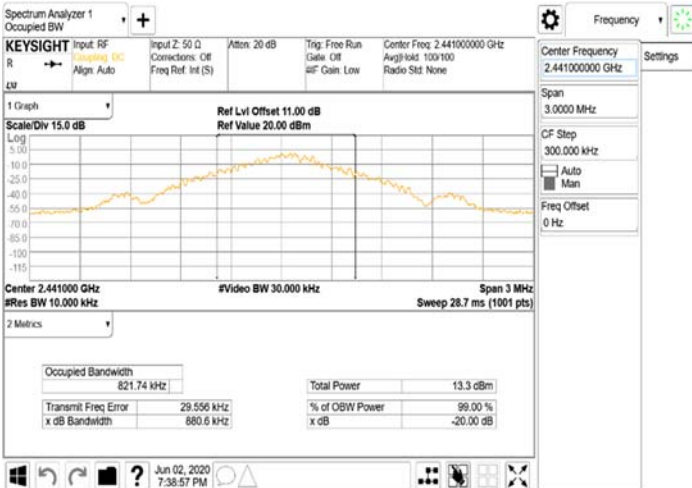 Spectrum Analyzer 1
Occupied BW
Frequency
KEYSIGHT
R
LXI
Input: RF
Coupling: DC
Align: Auto
Input Z: 50 Ω
Corrections: Off
Freq Ref: Int (S)
Atten: 20 dB
Trig: Free Run
Gate: Off
#IF Gain: Low
Center Freq: 2.441000000 GHz
Avg|Hold: 100/100
Radio Std: None
Center Frequency
2.441000000 GHz
Settings
Span
3.0000 MHz
CF Step
300.000 kHz
Auto
Man
Freq Offset
0 Hz
1 Graph
Scale/Div 15.0 dB
Ref Lvl Offset 11.00 dB
Ref Value 20.00 dBm
Log
5.00
-10.0
-25.0
-40.0
-55.0
-70.0
-85.0
-100
-115
Center 2.441000 GHz
#Video BW 30.000 kHz
Span 3 MHz
#Res BW 10.000 kHz
Sweep 28.7 ms (1001 pts)
2 Metrics
Occupied Bandwidth
821.74 kHz
Total Power 13.3 dBm
Transmit Freq Error 29.556 kHz
% of OBW Power 99.00 %
x dB Bandwidth 880.6 kHz
x dB -20.00 dB
Jun 02, 2020
7:38:57 PM